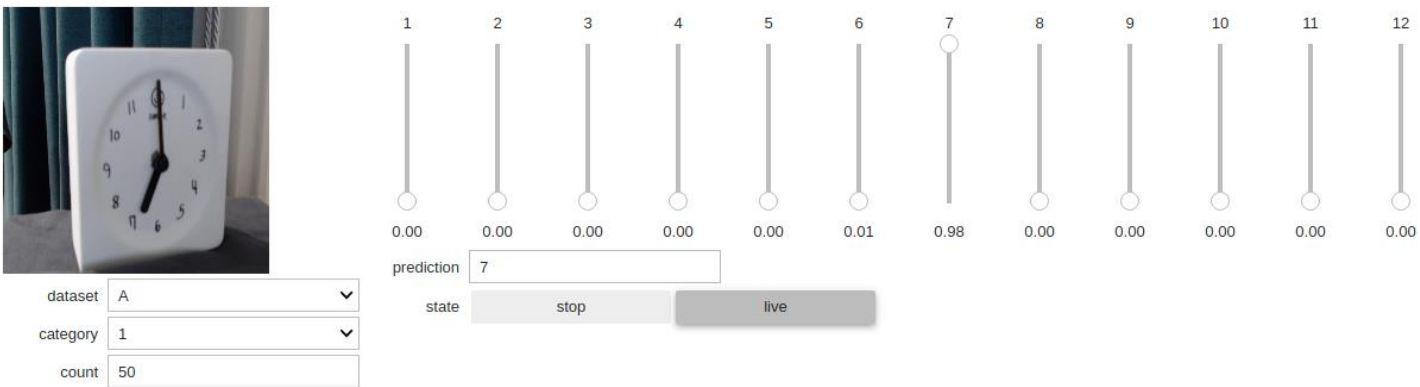 1 2 3 4 5 6 7 8 9 10 11 12
0.00 0.00 0.00 0.00 0.00 0.01 0.98 0.00 0.00 0.00 0.00 0.00
11 1
10 2
9 3
8 4
7 6 5
prediction 7
state stop live
dataset A
category 1
count 50